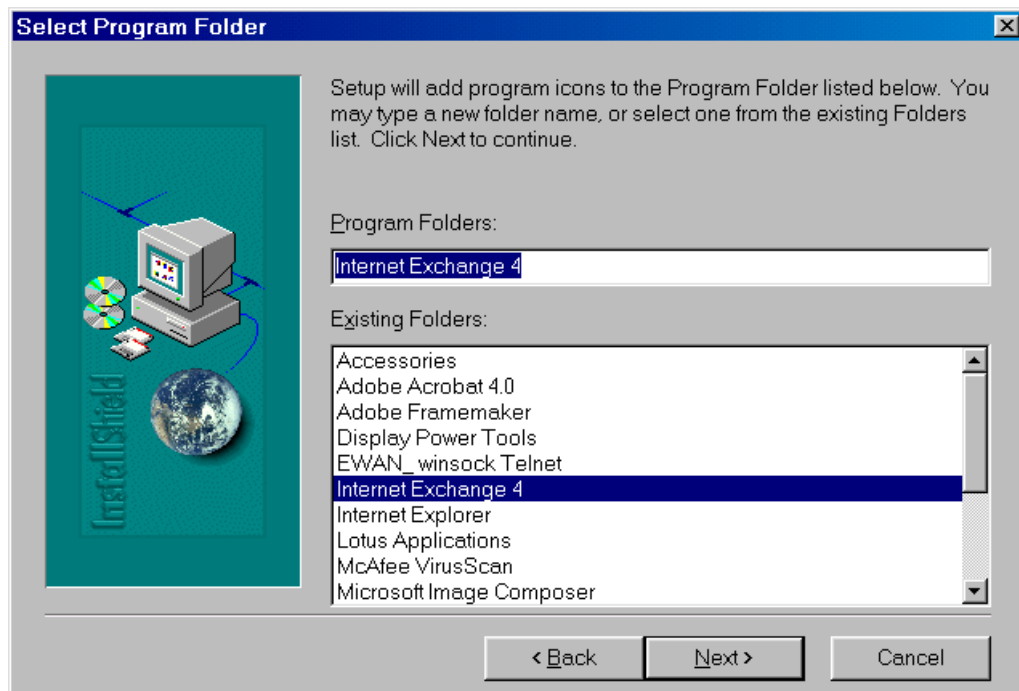 Select Program Folder
Setup will add program icons to the Program Folder listed below. You
may type a new folder name, or select one from the existing Folders
list. Click Next to continue.
Program Folders:
Internet Exchange 4
Existing Folders:
Accessories
Adobe Acrobat 4.0
Adobe Framemaker
Display Power Tools
EWAN_ winsock Telnet
Internet Exchange 4
Internet Explorer
Lotus Applications
McAfee VirusScan
Microsoft Image Composer
InstallShield
< Back
Next >
Cancel